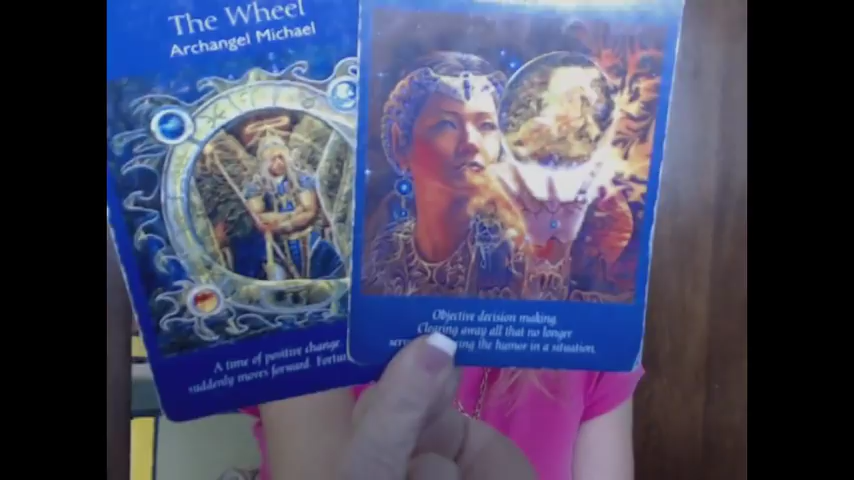 The Wheel
Archangel Michael
A time of positive change
suddenly moves forward.
Objective decision making.
Clearing away all that no longer
the humor in a situation.